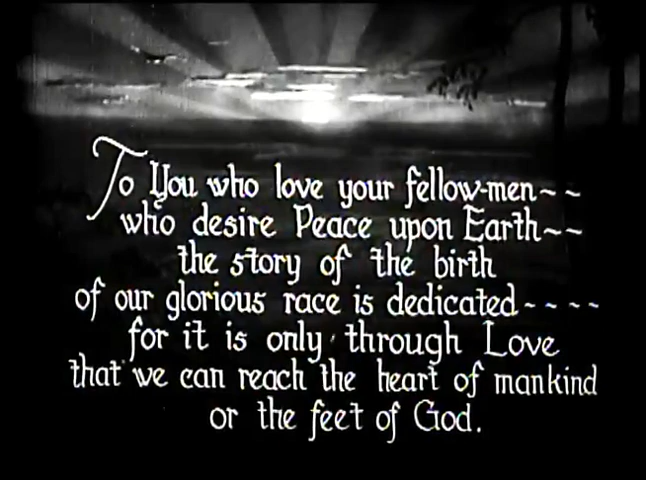 To You who love your fellow-men~~
who desire Peace upon Earth~~
the story of the birth
of our glorious race is dedicated~~~~
for it is only through Love
that we can reach the heart of mankind
or the feet of God.